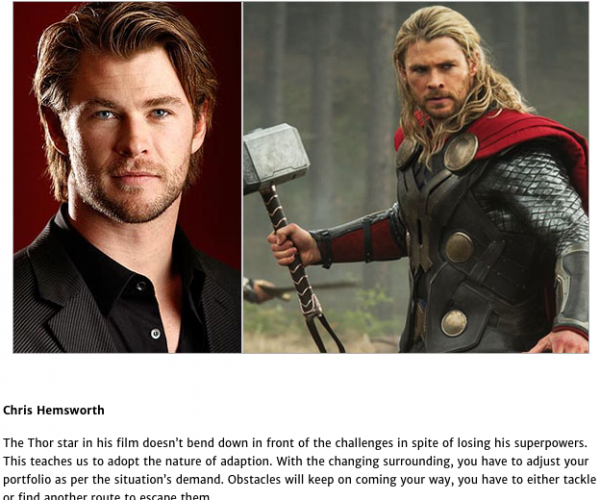 Chris Hemsworth
The Thor star in his film doesn't bend down in front of the challenges in spite of losing his superpowers.
This teaches us to adopt the nature of adaption. With the changing surrounding, you have to adjust your
portfolio as per the situation's demand. Obstacles will keep on coming your way, you have to either tackle
or find another route to escape them